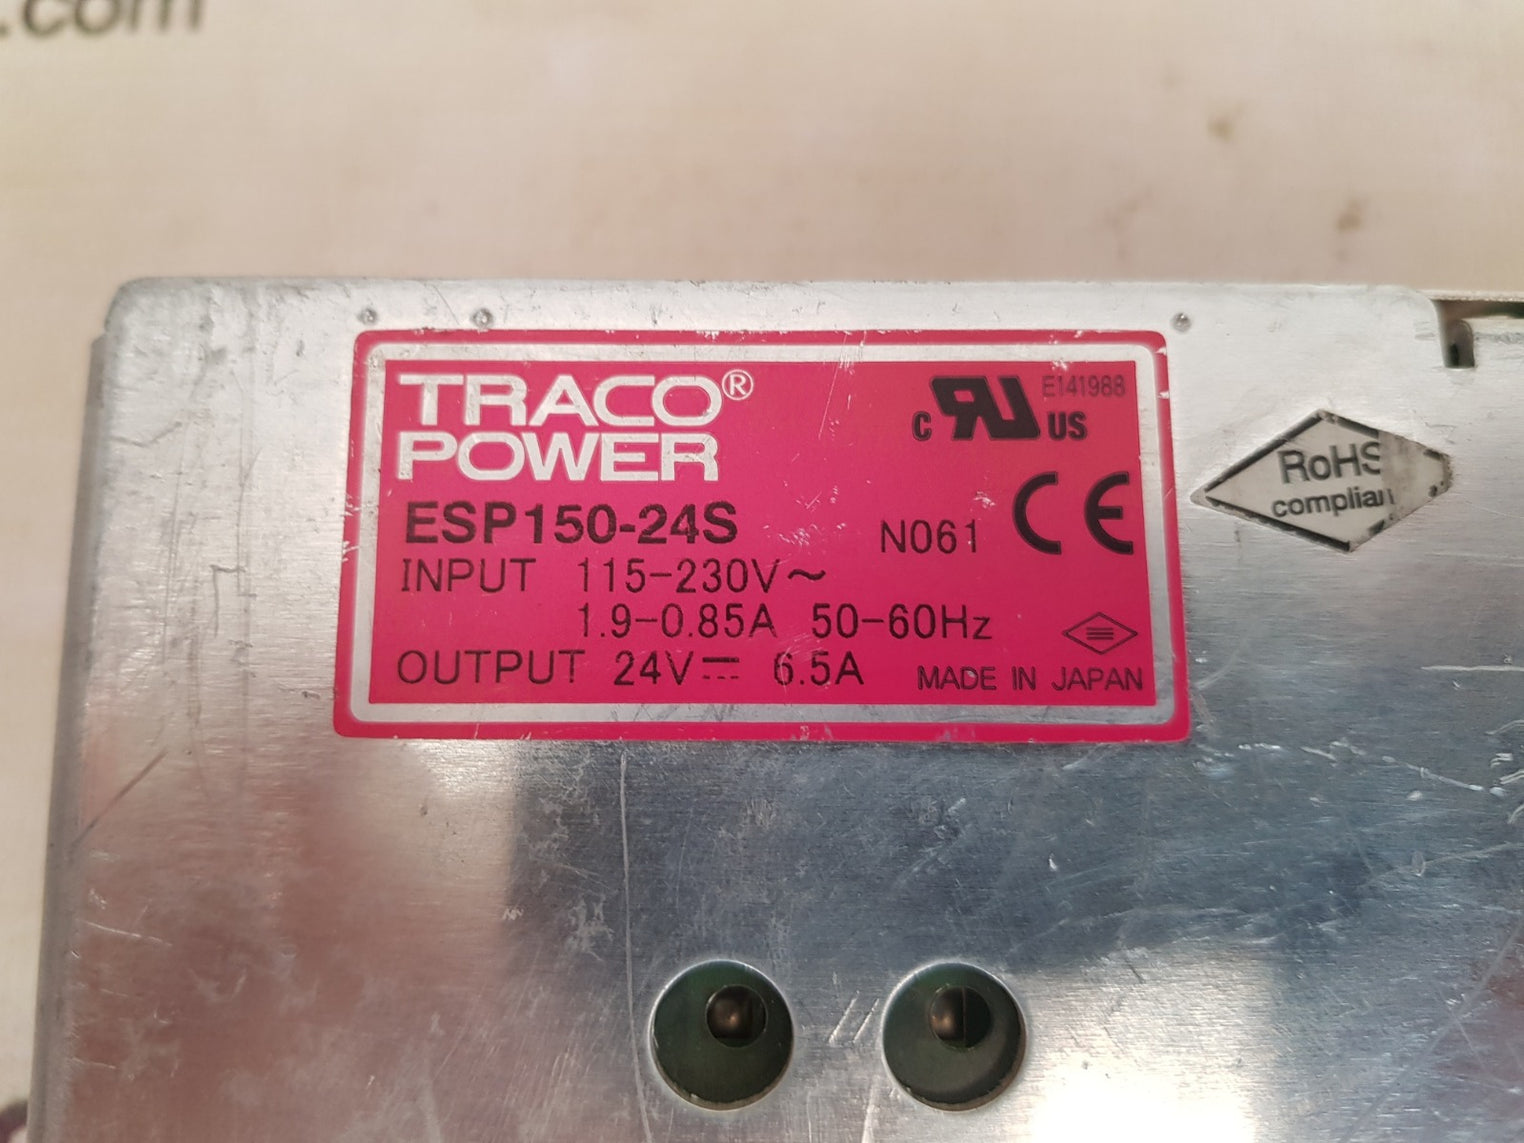 .com
TRACO®
POWER
ESP150-24S
INPUT 115-230V~
1.9-0.85A 50-60Hz
OUTPUT 24V⎓ 6.5A
c RU US
E141988
N061 CE
MADE IN JAPAN
RoHS
complian